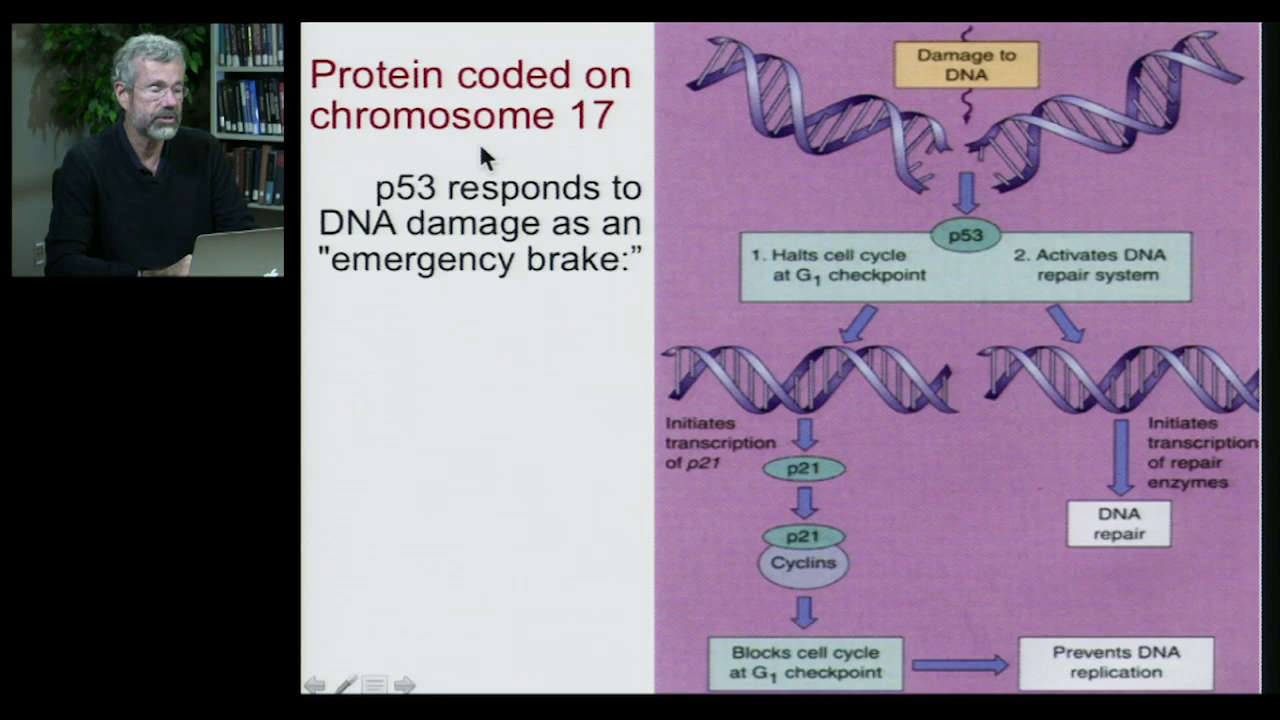 Protein coded on
chromosome 17
p53 responds to
DNA damage as an
"emergency brake:”
Damage to
DNA
p53
1. Halts cell cycle
at G1 checkpoint
2. Activates DNA
repair system
Initiates
transcription
of p21
p21
p21
Cyclins
Blocks cell cycle
at G1 checkpoint
Initiates
transcription
of repair
enzymes
DNA
repair
Prevents DNA
replication